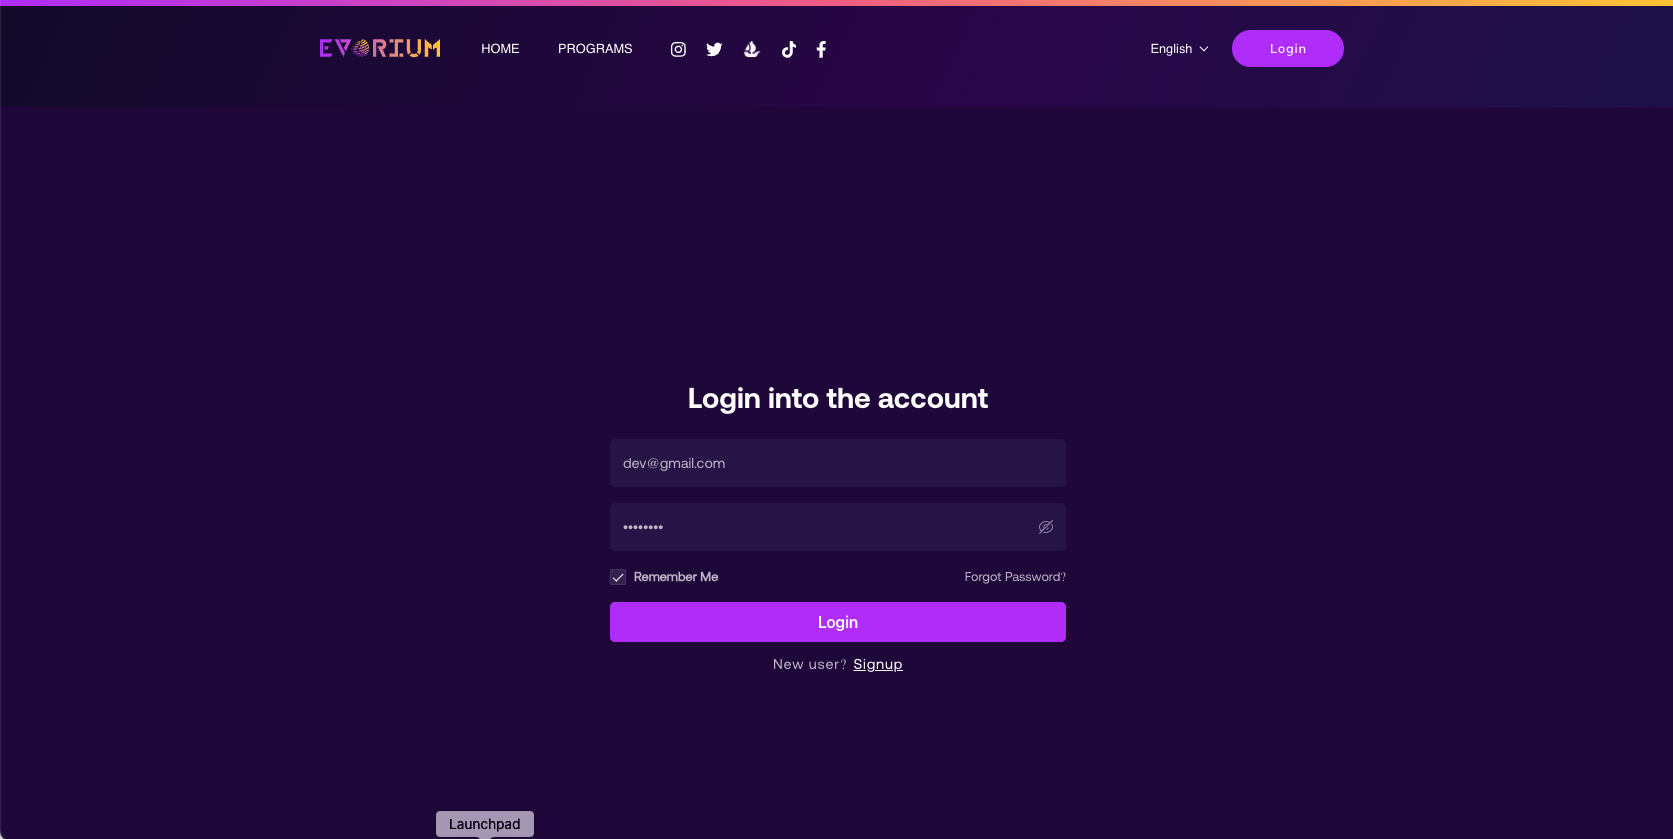 EVORIUM HOME PROGRAMS English Login
Login into the account
dev@gmail.com
••••••••
Remember Me Forgot Password?
Login
New user? Signup
Launchpad